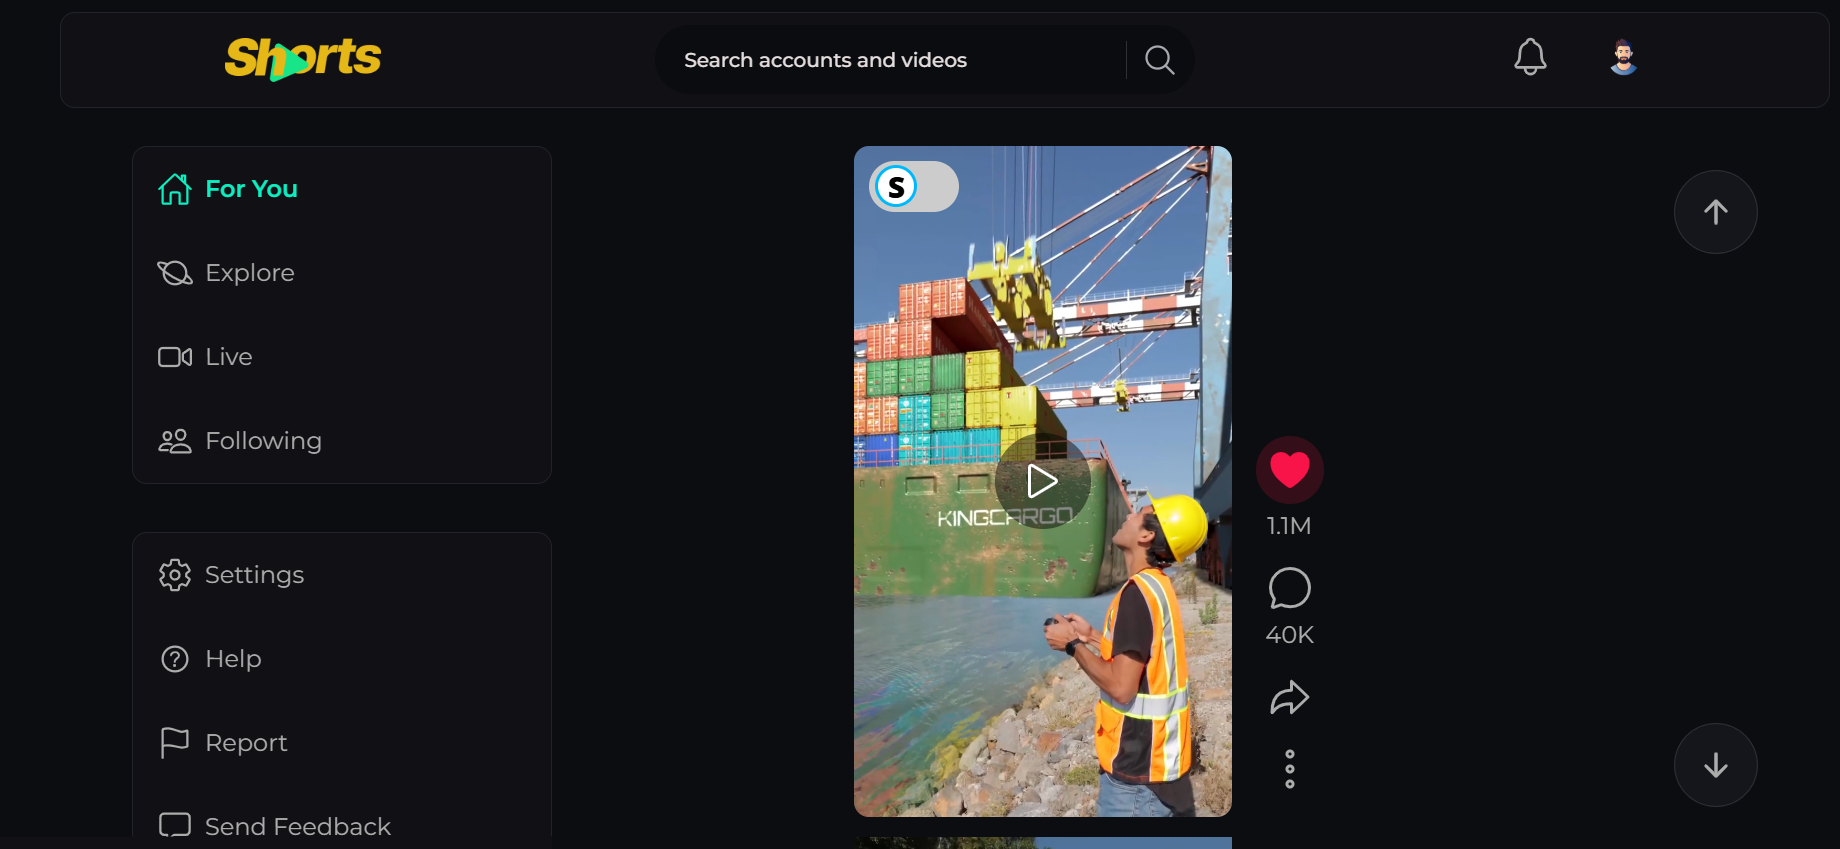 Shorts
Search accounts and videos
For You
Explore
Live
Following
Settings
Help
Report
Send Feedback
S
KINGCARGO
1.1M
40K